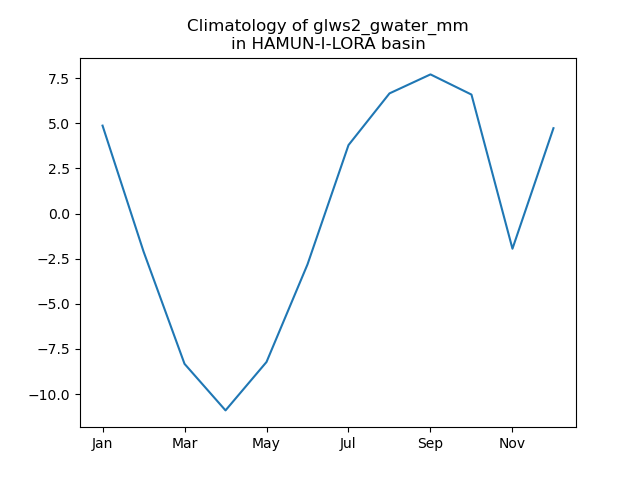 Climatology of glws2_gwater_mm
in HAMUN-I-LORA basin
7.5
5.0
2.5
0.0
−2.5
−5.0
−7.5
−10.0
Jan Mar May Jul Sep Nov